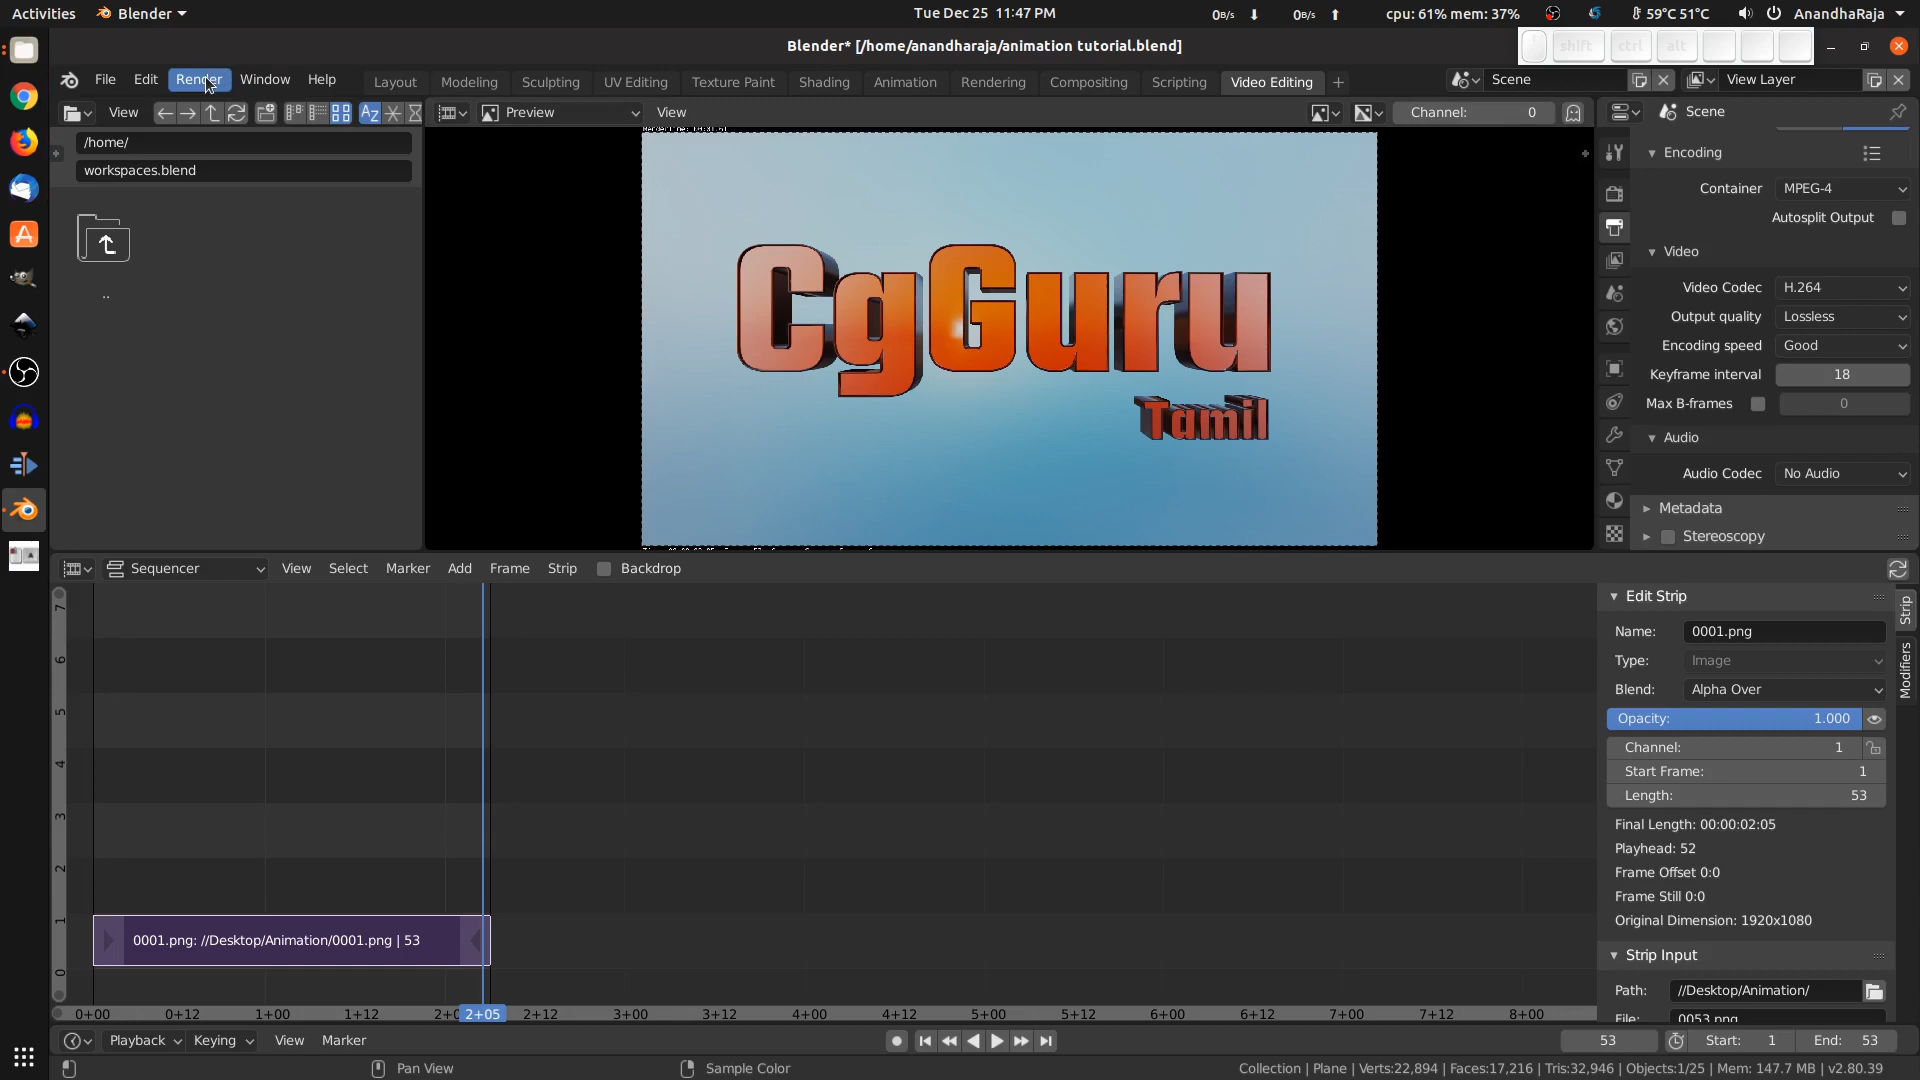 Activities Blender Tue Dec 25 11:47 PM 0B/s 0B/s cpu: 61% mem: 37% 59°C 51°C AnandhaRaja
Blender* [/home/anandharaja/animation tutorial.blend] shift ctrl alt
File Edit Render Window Help Layout Modeling Sculpting UV Editing Texture Paint Shading Animation Rendering Compositing Scripting Video Editing + Scene View Layer
View Preview View Channel: 0 Scene
/home/
workspaces.blend
..
CgGuru
Tamil
Encoding
Container MPEG-4
Autosplit Output
Video
Video Codec H.264
Output quality Lossless
Encoding speed Good
Keyframe interval 18
Max B-frames 0
Audio
Audio Codec No Audio
Metadata
Stereoscopy
Sequencer View Select Marker Add Frame Strip Backdrop
7
6
5
4
3
2
1
0
0001.png: //Desktop/Animation/0001.png | 53
0+00 0+12 1+00 1+12 2+0 2+05 2+12 3+00 3+12 4+00 4+12 5+00 5+12 6+00 6+12 7+00 7+12 8+00
Edit Strip
Name: 0001.png
Type: Image
Blend: Alpha Over
Opacity: 1.000
Channel: 1
Start Frame: 1
Length: 53
Final Length: 00:00:02:05
Playhead: 52
Frame Offset 0:0
Frame Still 0:0
Original Dimension: 1920x1080
Strip Input
Path: //Desktop/Animation/
File: 0053.png
Strip
Modifiers
Playback Keying View Marker 53 Start: 1 End: 53
Pan View Sample Color Collection | Plane | Verts:22,894 | Faces:17,216 | Tris:32,946 | Objects:1/25 | Mem: 147.7 MB | v2.80.39